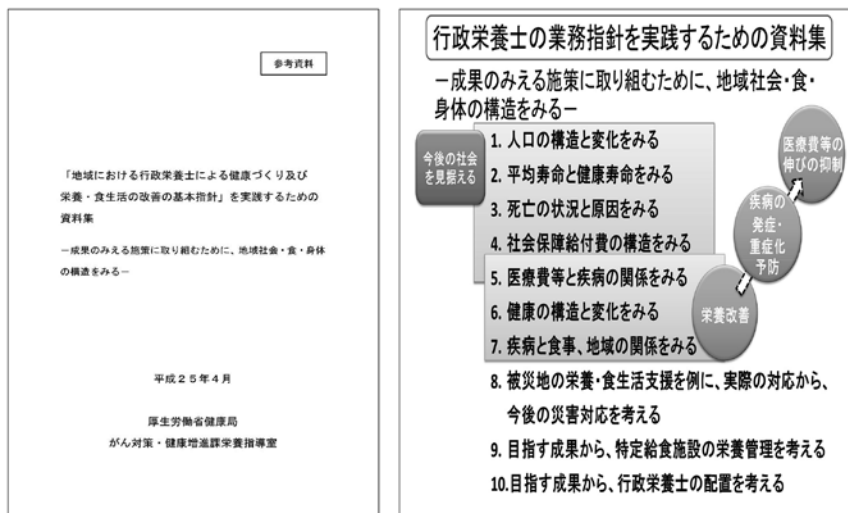 参考資料
「地域における行政栄養士による健康づくり及び
栄養・食生活の改善の基本指針」を実践するための
資料集
－成果のみえる施策に取り組むために、地域社会・食・身体
の構造をみる－
平成２５年４月
厚生労働省健康局
がん対策・健康増進課栄養指導室
行政栄養士の業務指針を実践するための資料集
－成果のみえる施策に取り組むために、地域社会・食・
身体の構造をみる－
今後の社会
を見据える
1. 人口の構造と変化をみる
2. 平均寿命と健康寿命をみる
3. 死亡の状況と原因をみる
4. 社会保障給付費の構造をみる
5. 医療費等と疾病の関係をみる
6. 健康の構造と変化をみる
7. 疾病と食事、地域の関係をみる
8. 被災地の栄養・食生活支援を例に、実際の対応から、
今後の災害対応を考える
9. 目指す成果から、特定給食施設の栄養管理を考える
10.目指す成果から、行政栄養士の配置を考える
医療費等の
伸びの抑制
疾病の
発症・
重症化
予防
栄養改善